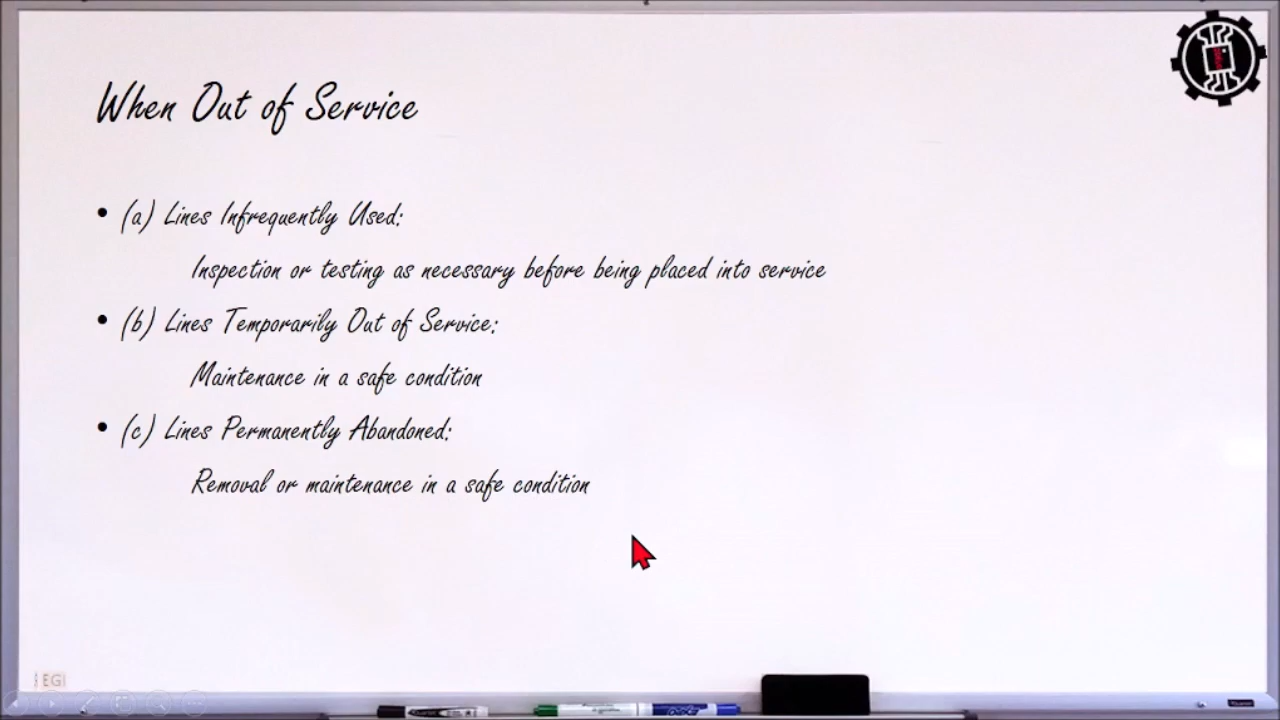 When Out of Service
• (a) Lines Infrequently Used:
Inspection or testing as necessary before being placed into service
• (b) Lines Temporarily Out of Service:
Maintenance in a safe condition
• (c) Lines Permanently Abandoned:
Removal or maintenance in a safe condition
EGI